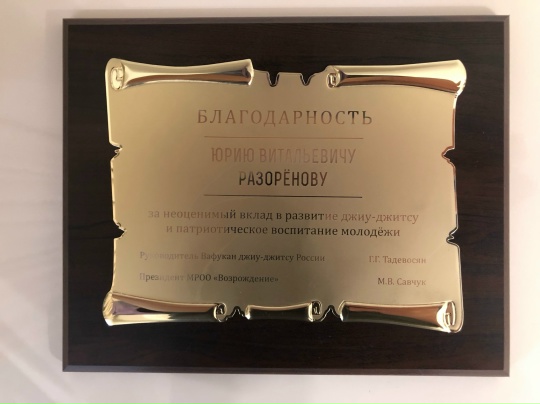 БЛАГОДАРНОСТЬ
ЮРИЮ ВИТАЛЬЕВИЧУ
РАЗОРЁНОВУ
за неоценимый вклад в развитие джиу-джитсу
и патриотическое воспитание молодёжи
Руководитель Вафукан джиу-джитсу России Г.Г. Тадевосян
Президент МРОО «Возрождение» М.В. Савчук